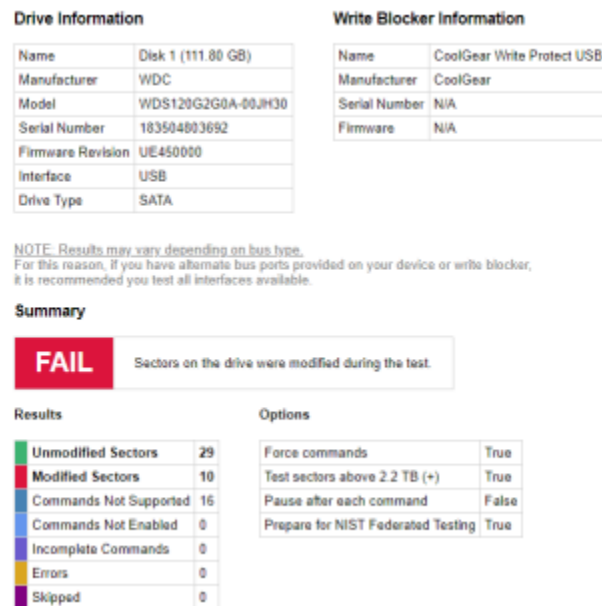 Drive Information
Name Disk 1 (111.80 GB)
Manufacturer WDC
Model WDS120G2G0A-00JH30
Serial Number 183504803692
Firmware Revision UE450000
Interface USB
Drive Type SATA
Write Blocker Information
Name CoolGear Write Protect USB
Manufacturer CoolGear
Serial Number N/A
Firmware N/A
NOTE: Results may vary depending on bus type.
For this reason, if you have alternate bus ports provided on your device or write blocker,
it is recommended you test all interfaces available.
Summary
FAIL Sectors on the drive were modified during the test.
Results
Unmodified Sectors 29
Modified Sectors 10
Commands Not Supported 16
Commands Not Enabled 0
Incomplete Commands 0
Errors 0
Skipped 0
Options
Force commands True
Test sectors above 2.2 TB (+) True
Pause after each command False
Prepare for NIST Federated Testing True